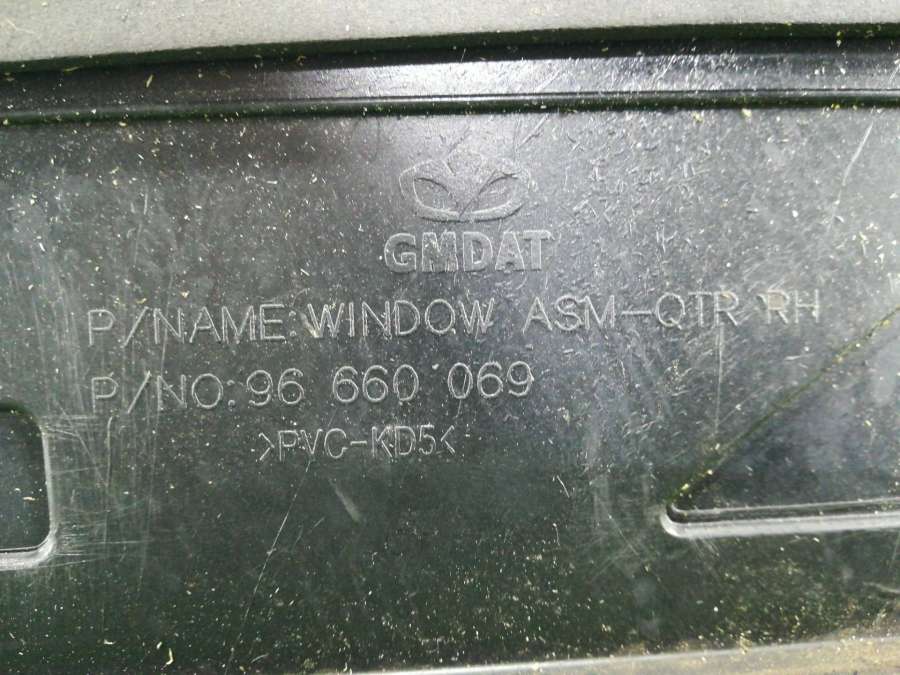 GMDAT
P/NAME:WINDOW ASM-QTR RH
P/NO:96 660 069
>PVC-KD5<